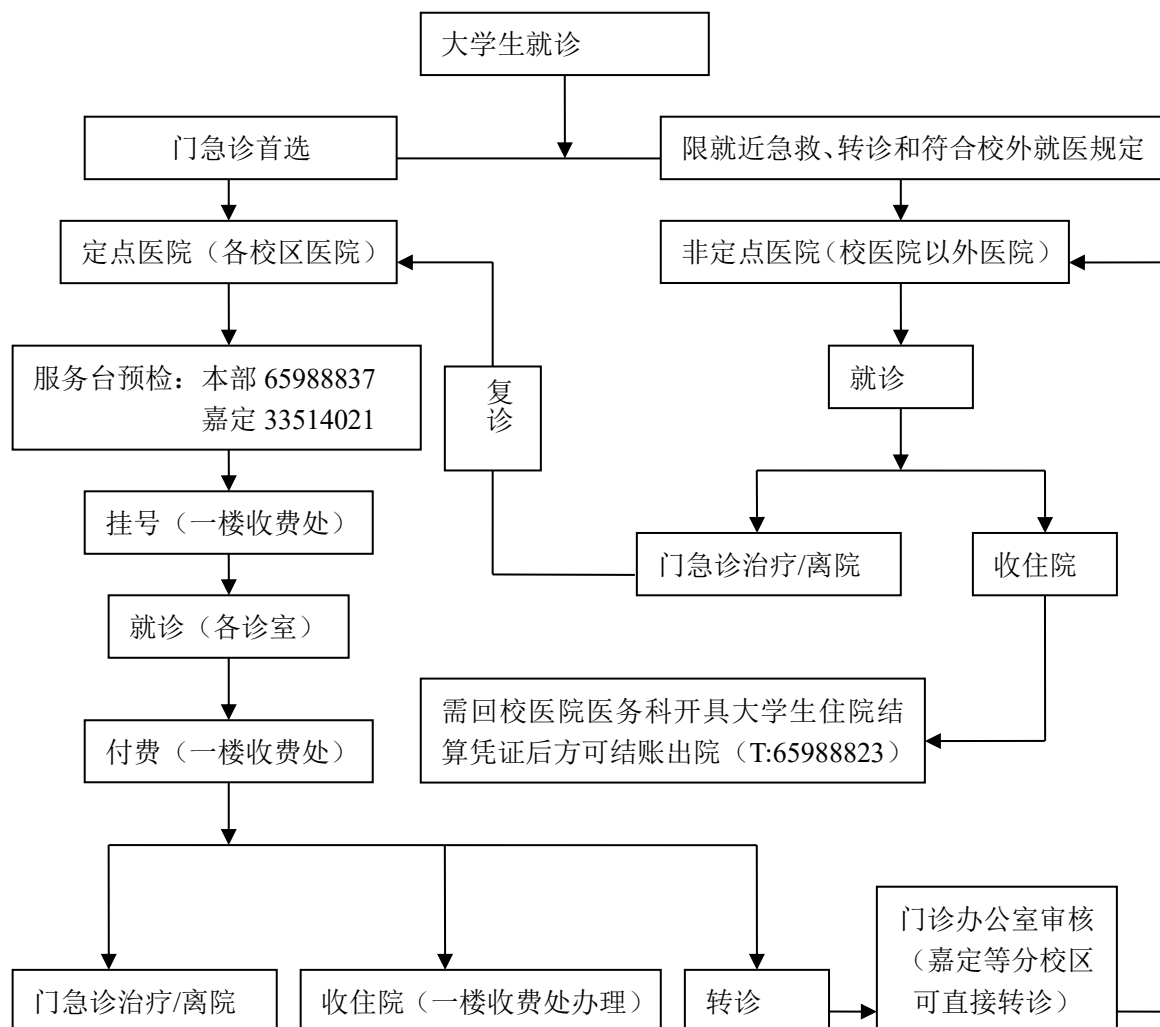 大学生就诊
门急诊首选
限就近急救、转诊和符合校外就医规定
定点医院（各校区医院）
非定点医院（校医院以外医院）
服务台预检：本部 65988837
嘉定 33514021
复
诊
就诊
挂号（一楼收费处）
门急诊治疗/离院
收住院
就诊（各诊室）
需回校医院医务科开具大学生住院结
算凭证后方可结账出院（T:65988823）
付费（一楼收费处）
门急诊治疗/离院
收住院（一楼收费处办理）
转诊
门诊办公室审核
（嘉定等分校区
可直接转诊）